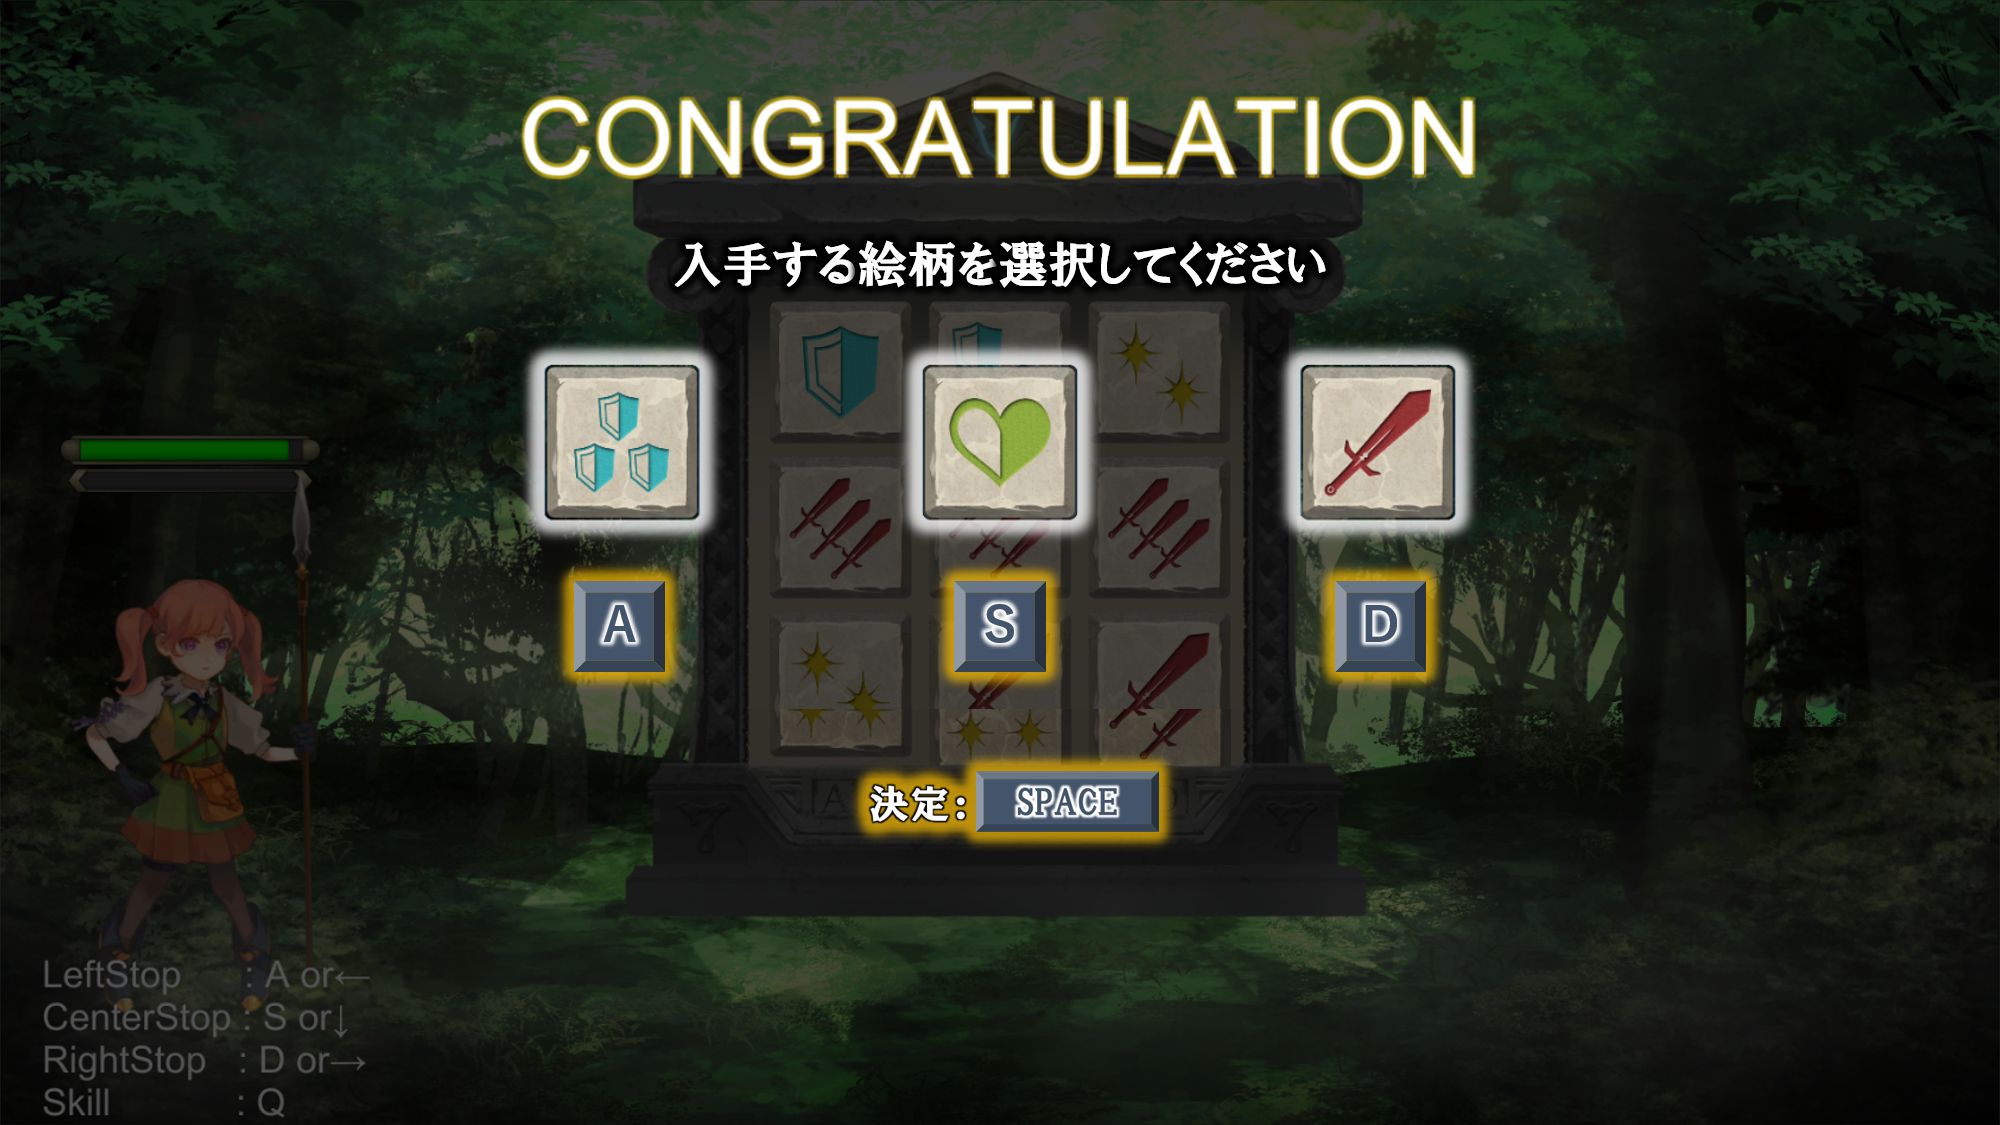 CONGRATULATION
入手する絵柄を選択してください
A
S
D
決定: SPACE
LeftStop : A or←
CenterStop : S or↓
RightStop : D or→
Skill : Q